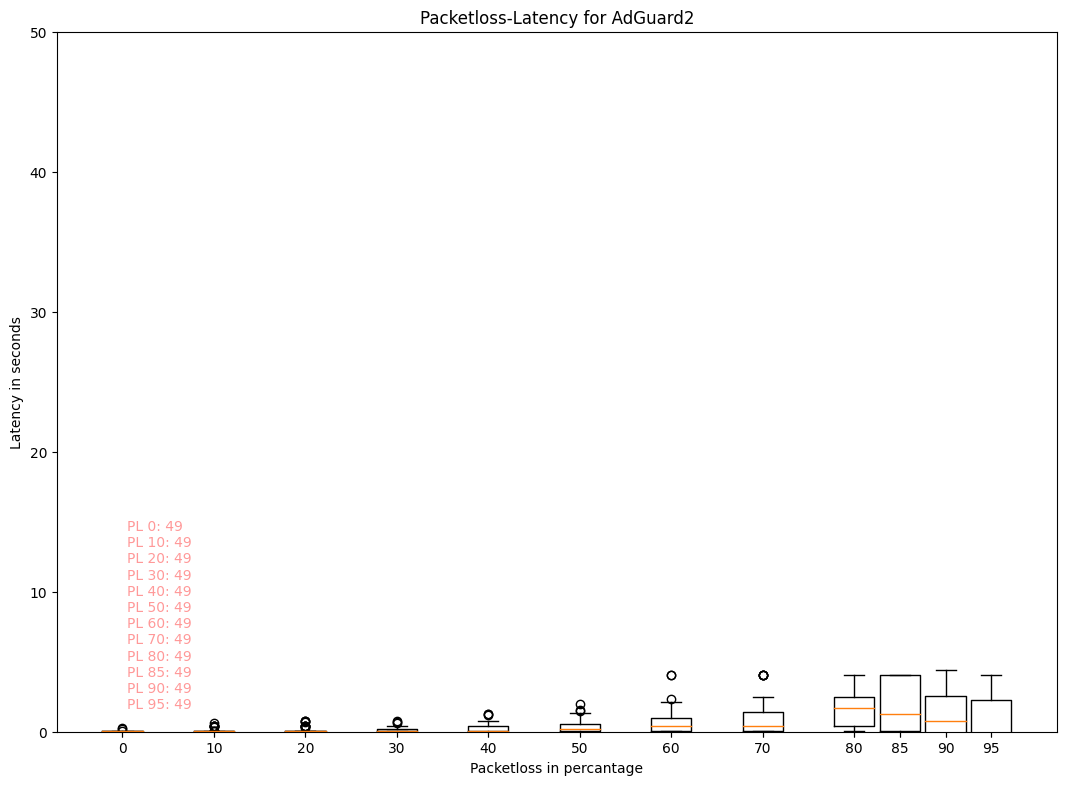 Packetloss-Latency for AdGuard2
50
40
30
20
10
0
Latency in seconds
PL 0: 49
PL 10: 49
PL 20: 49
PL 30: 49
PL 40: 49
PL 50: 49
PL 60: 49
PL 70: 49
PL 80: 49
PL 85: 49
PL 90: 49
PL 95: 49
0 10 20 30 40 50 60 70 80 85 90 95
Packetloss in percantage